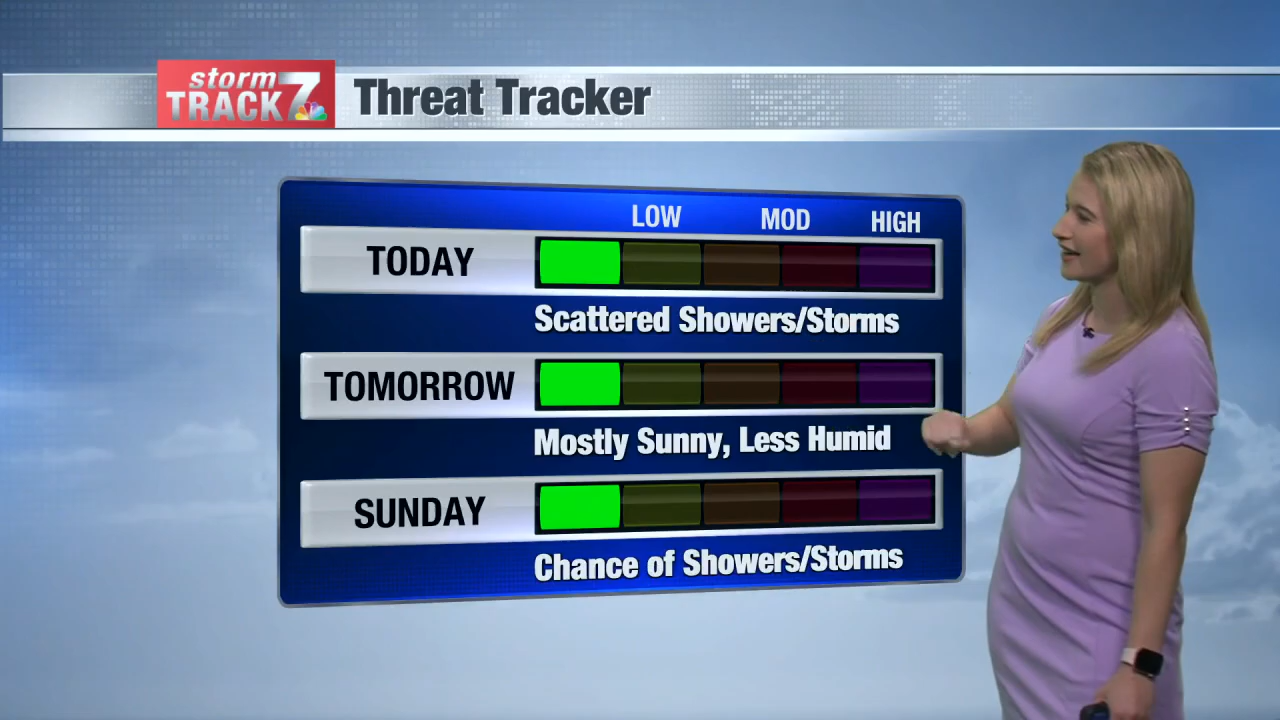 storm
TRACK 7
Threat Tracker
LOW MOD HIGH
TODAY
Scattered Showers/Storms
TOMORROW
Mostly Sunny, Less Humid
SUNDAY
Chance of Showers/Storms